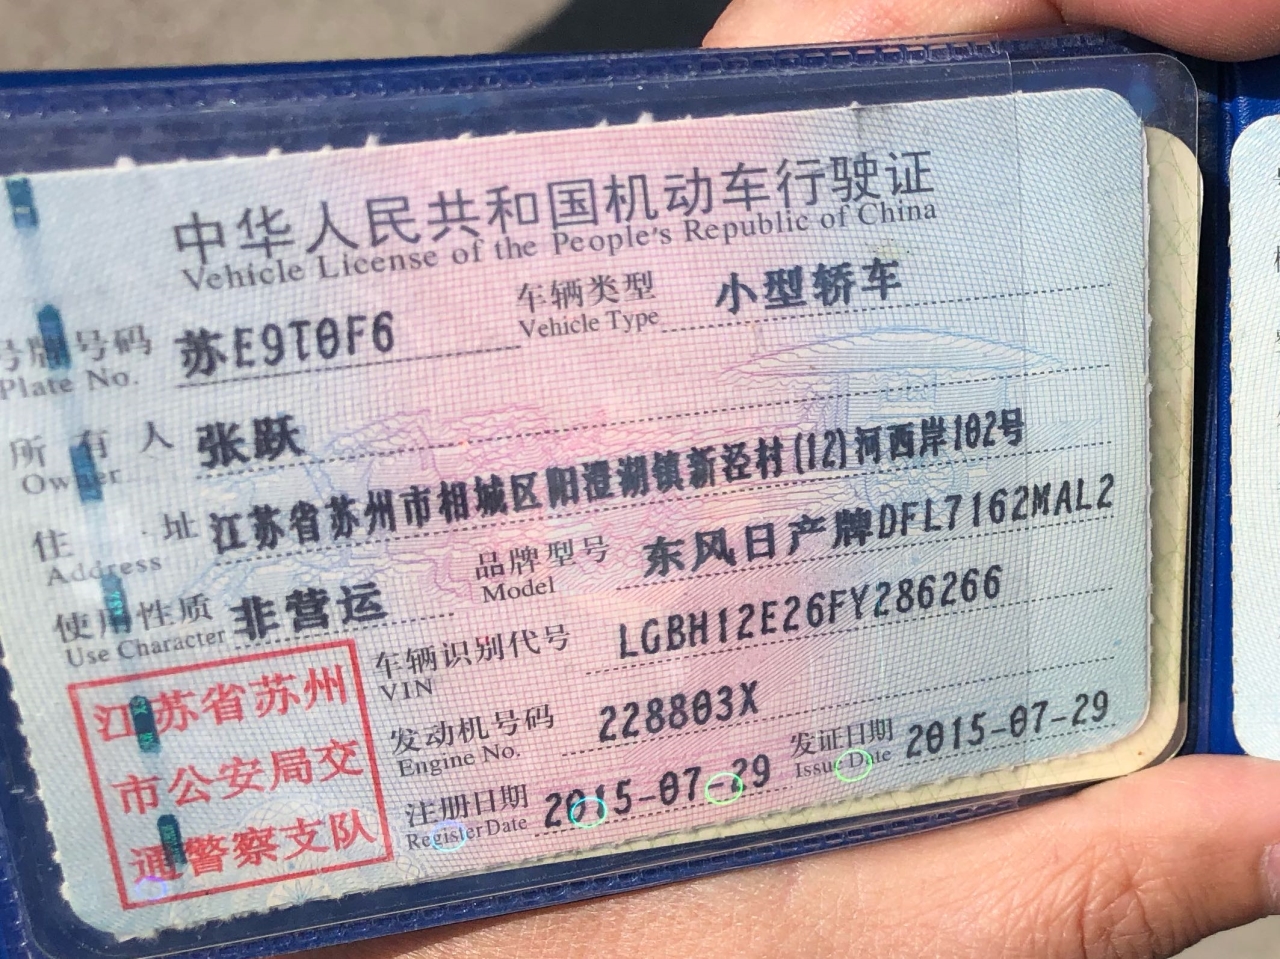 中华人民共和国机动车行驶证
Vehicle License of the People's Republic of China
号牌号码 苏E9T0F6 车辆类型 小型轿车
Plate No. Vehicle Type
所有人 张跃
Owner
住址 江苏省苏州市相城区阳澄湖镇新泾村(12)河西岸102号
Address
使用性质 非营运 品牌型号 东风日产牌DFL7162MAL2
Use Character Model
车辆识别代号 LGBH12E26FY286266
VIN
发动机号码 228803X
Engine No.
注册日期 2015-07-29 发证日期 2015-07-29
Register Date Issue Date
江苏省苏州
市公安局交
通警察支队